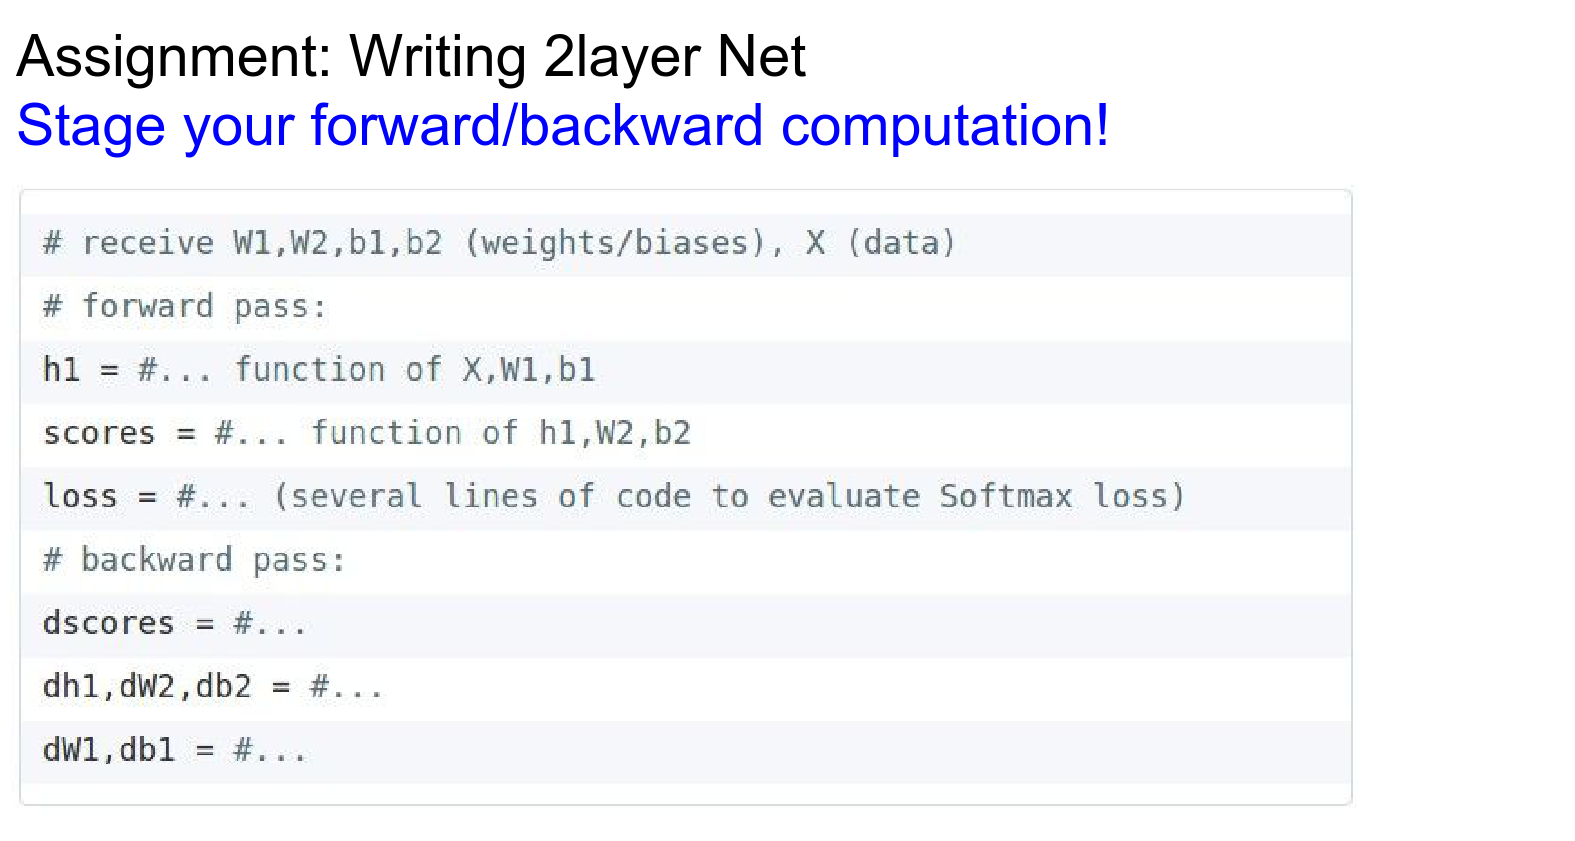 Assignment: Writing 2layer Net
Stage your forward/backward computation!
# receive W1,W2,b1,b2 (weights/biases), X (data)
# forward pass:
h1 = #... function of X,W1,b1
scores = #... function of h1,W2,b2
loss = #... (several lines of code to evaluate Softmax loss)
# backward pass:
dscores = #...
dh1,dW2,db2 = #...
dW1,db1 = #...